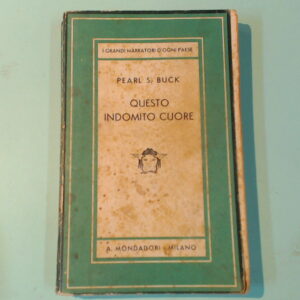 I GRANDI NARRATORI D'OGNI PAESE
PEARL S. BUCK
QUESTO
INDOMITO CUORE
A. MONDADORI - MILANO